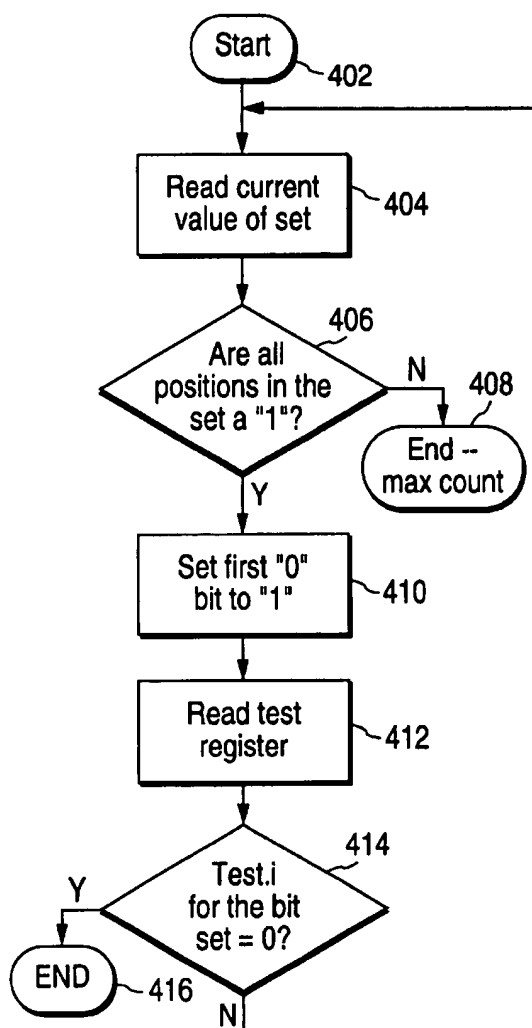 Start
402
Read current
value of set
404
406
Are all
positions in the
set a "1"?
N
408
End --
max count
Y
Set first "0"
bit to "1"
410
Read test
register
412
414
Test.i
for the bit
set = 0?
Y
END
416
N